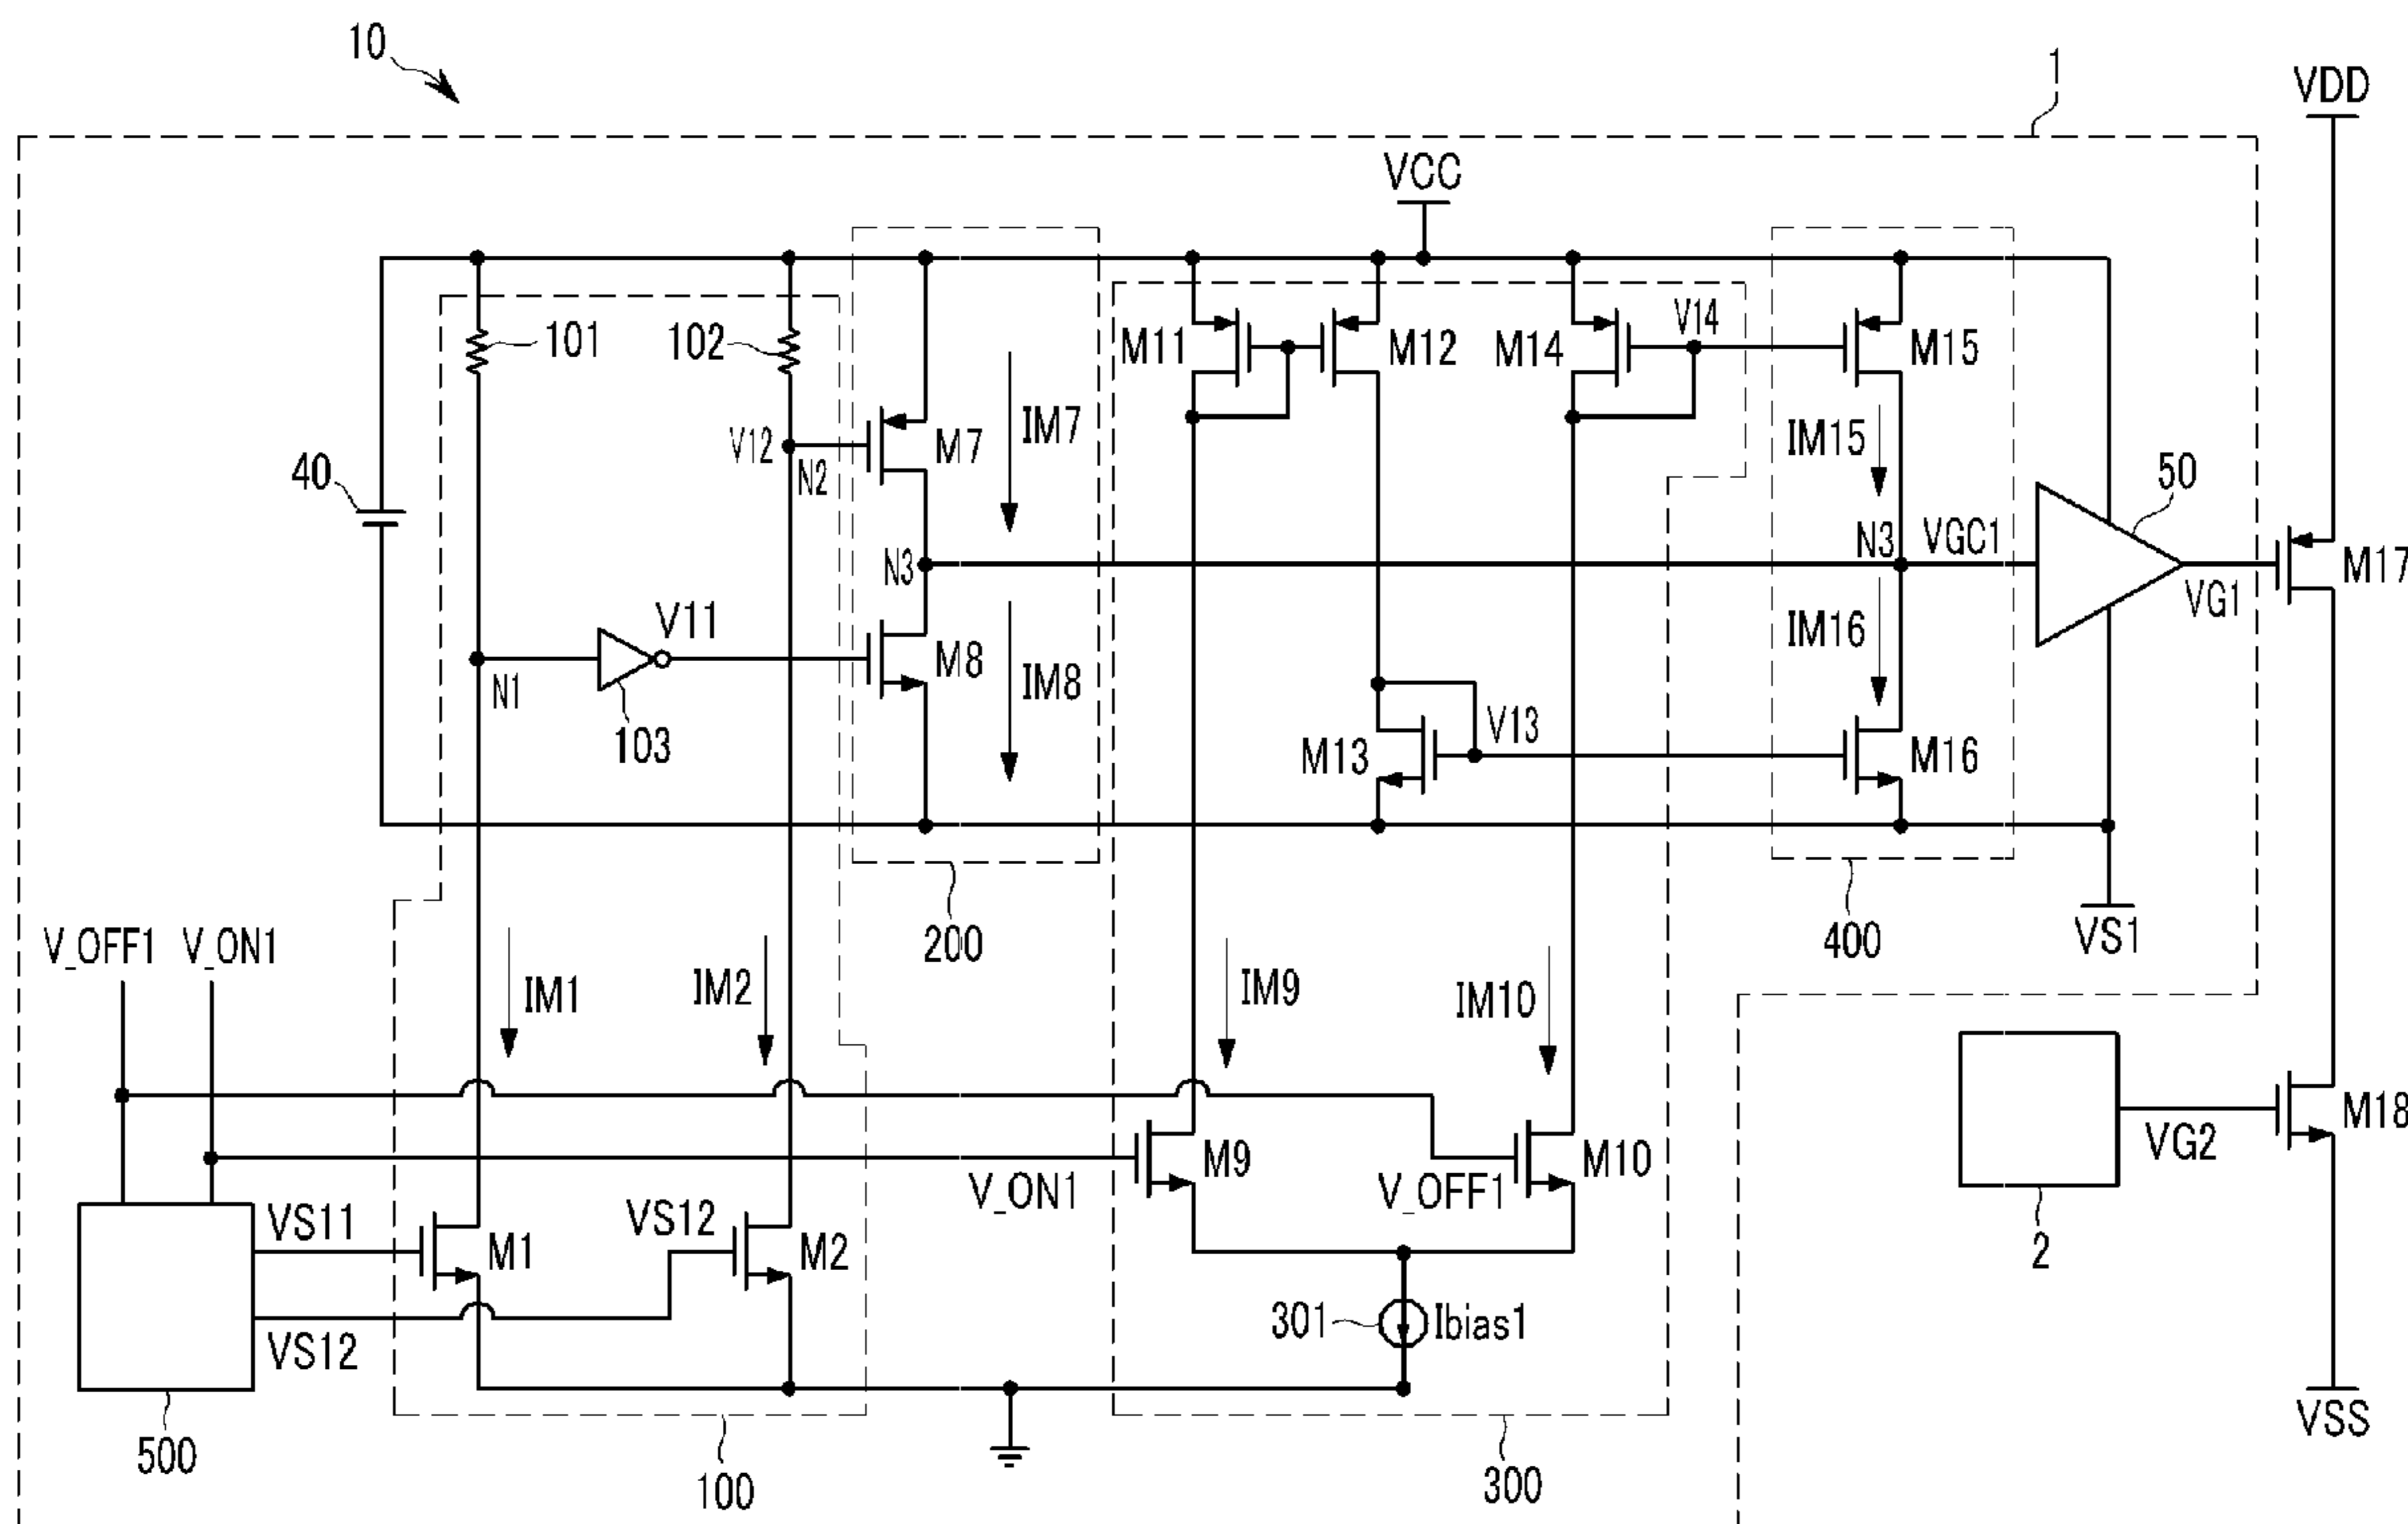 10
1
VDD
VCC
101
102
M11
M12
M14
V14
M15
IM7
IM15
V12
N2
M7
40
50
N3
N3
VGC1
M17
VG1
V11
IM16
N1
M8
IM8
103
M13
V13
M16
200
400
VS1
V_OFF1
V_ON1
IM1
IM2
IM9
IM10
M9
M10
V_ON1
V_OFF1
M18
VG2
VS11
M1
VS12
M2
2
VS12
301
Ibias1
500
100
300
VSS